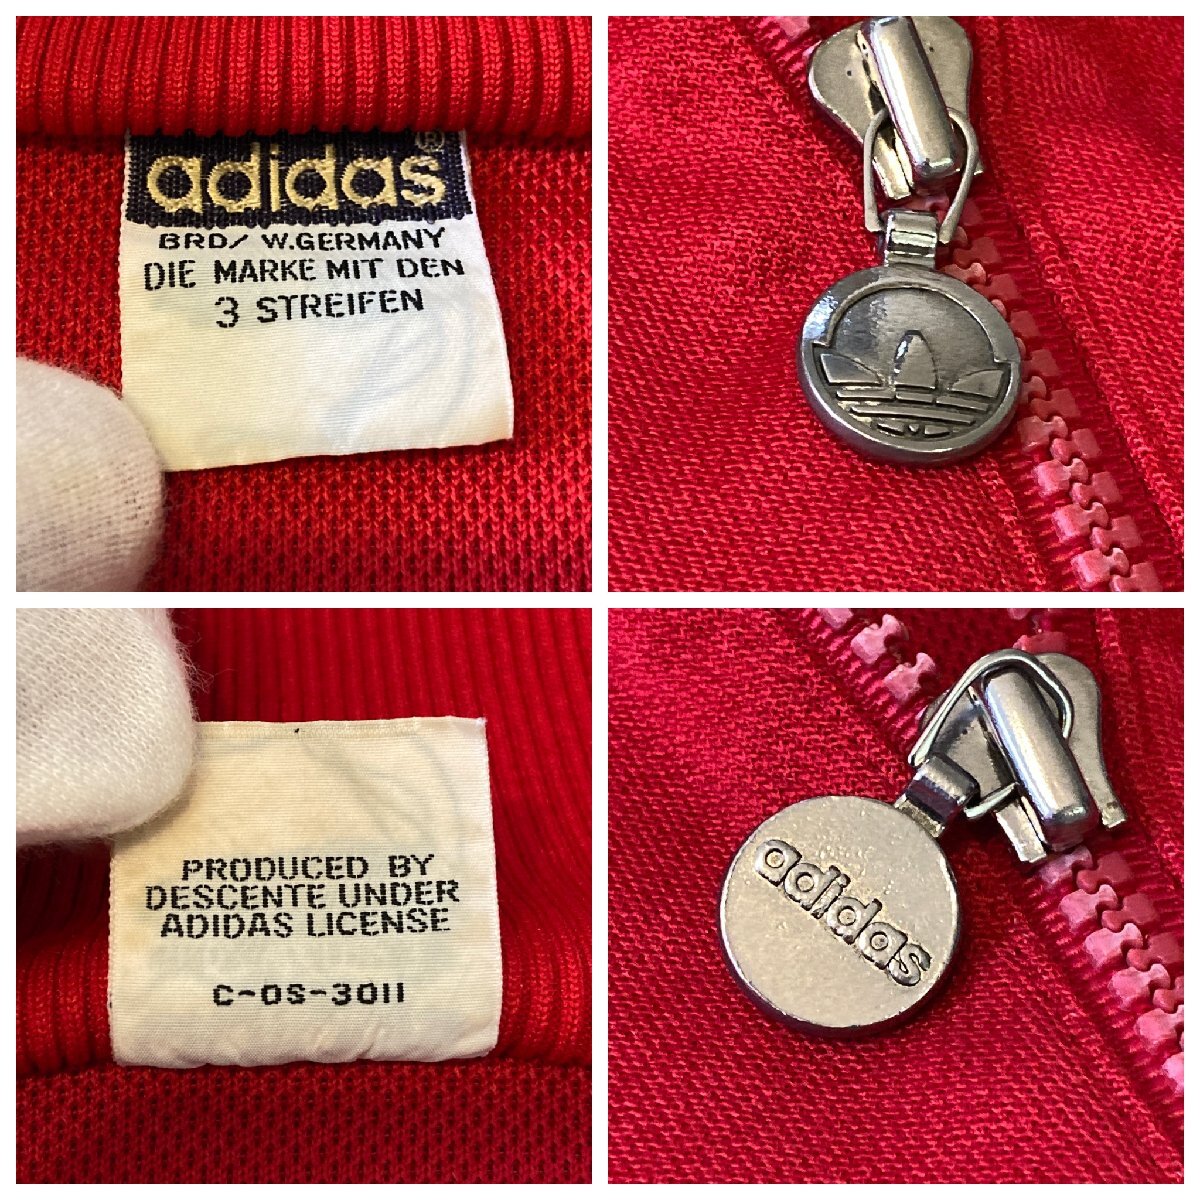 adidas®
BRD/ W.GERMANY
DIE MARKE MIT DEN
3 STREIFEN
PRODUCED BY
DESCENTE UNDER
ADIDAS LICENSE
C-OS-3011
adidas